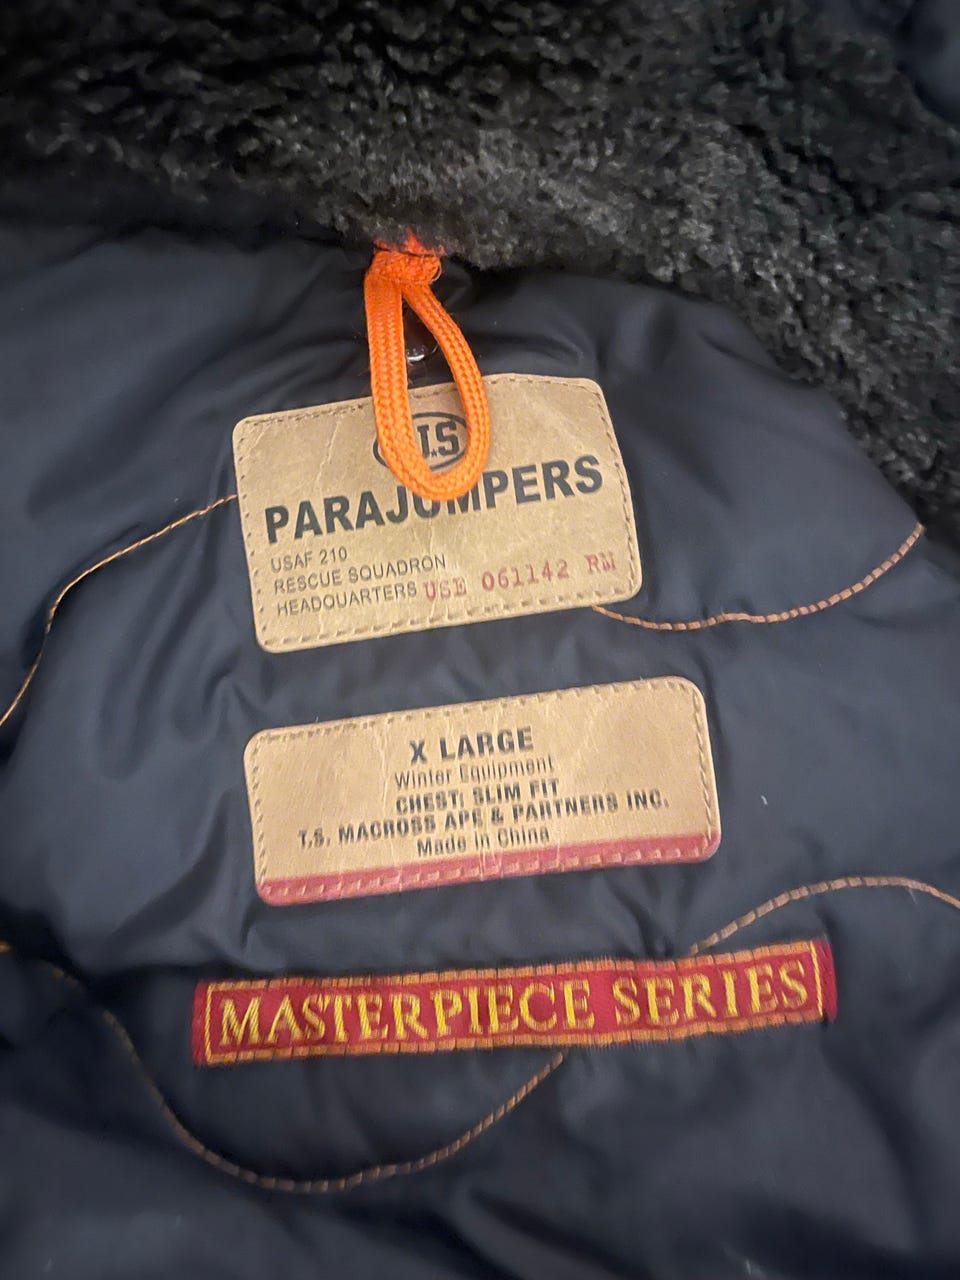 J.S
PARAJUMPERS
USAF 210
RESCUE SQUADRON
HEADQUARTERS USE 061142 RN
X LARGE
Winter Equipment
CHEST: SLIM FIT
T.S. MACROSS APE & PARTNERS INC.
Made in China
MASTERPIECE SERIES